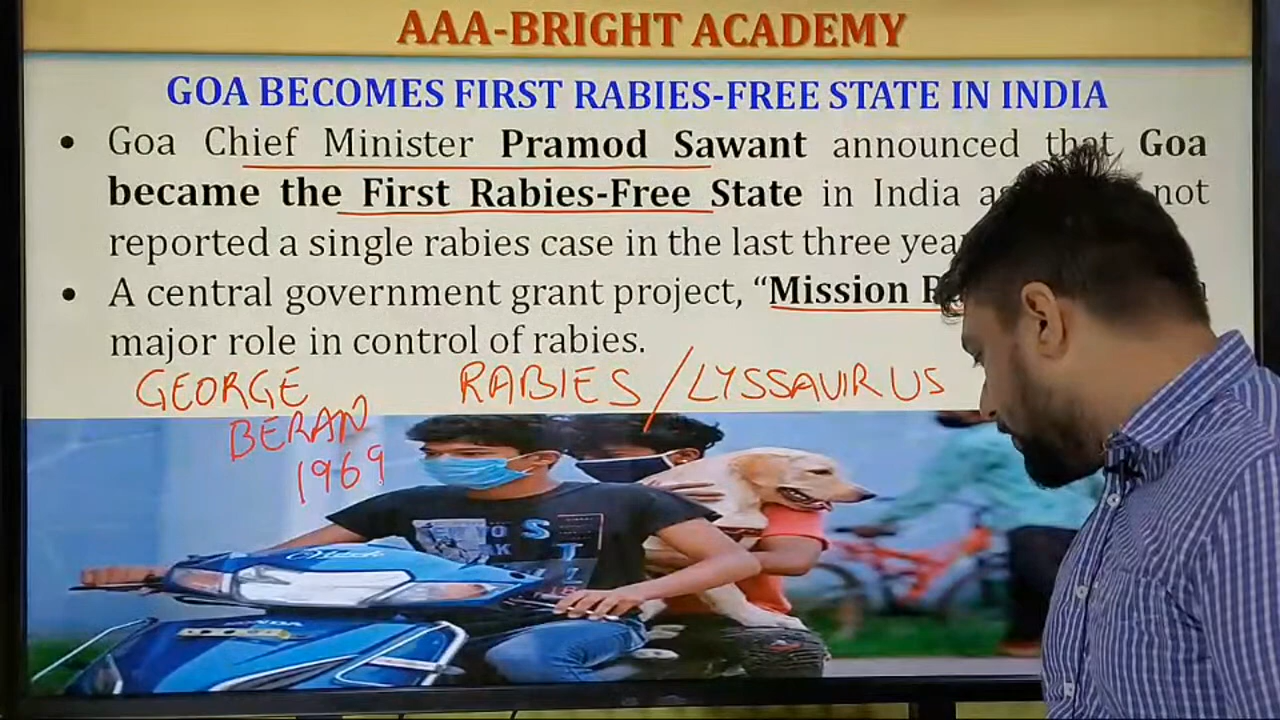 AAA-BRIGHT ACADEMY
GOA BECOMES FIRST RABIES-FREE STATE IN INDIA
• Goa Chief Minister Pramod Sawant announced that Goa
became the First Rabies-Free State in India not
reported a single rabies case in the last three
• A central government grant project, "Mission
major role in control of rabies.
GEORGE RABIES / LYSSAVIRUS
BERAN
1969
HONDA